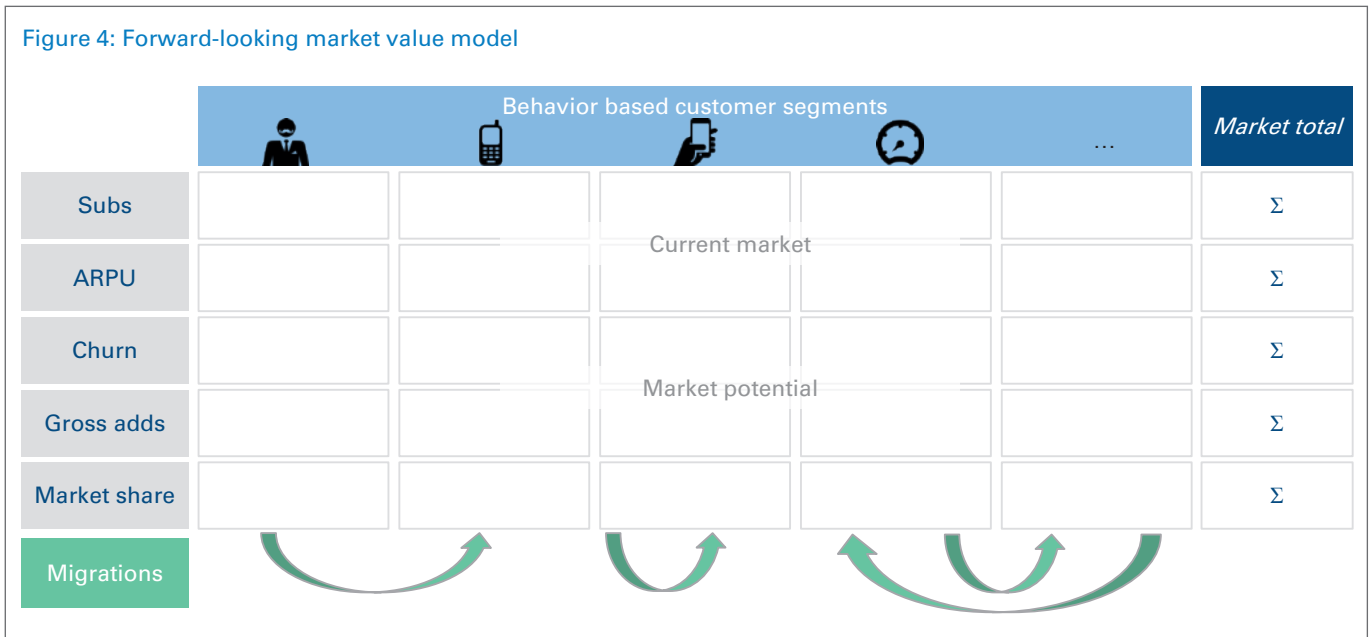 Figure 4: Forward-looking market value model
Behavior based customer segments
...
Market total
Subs
Σ
Current market
ARPU
Σ
Churn
Σ
Market potential
Gross adds
Σ
Market share
Σ
Migrations